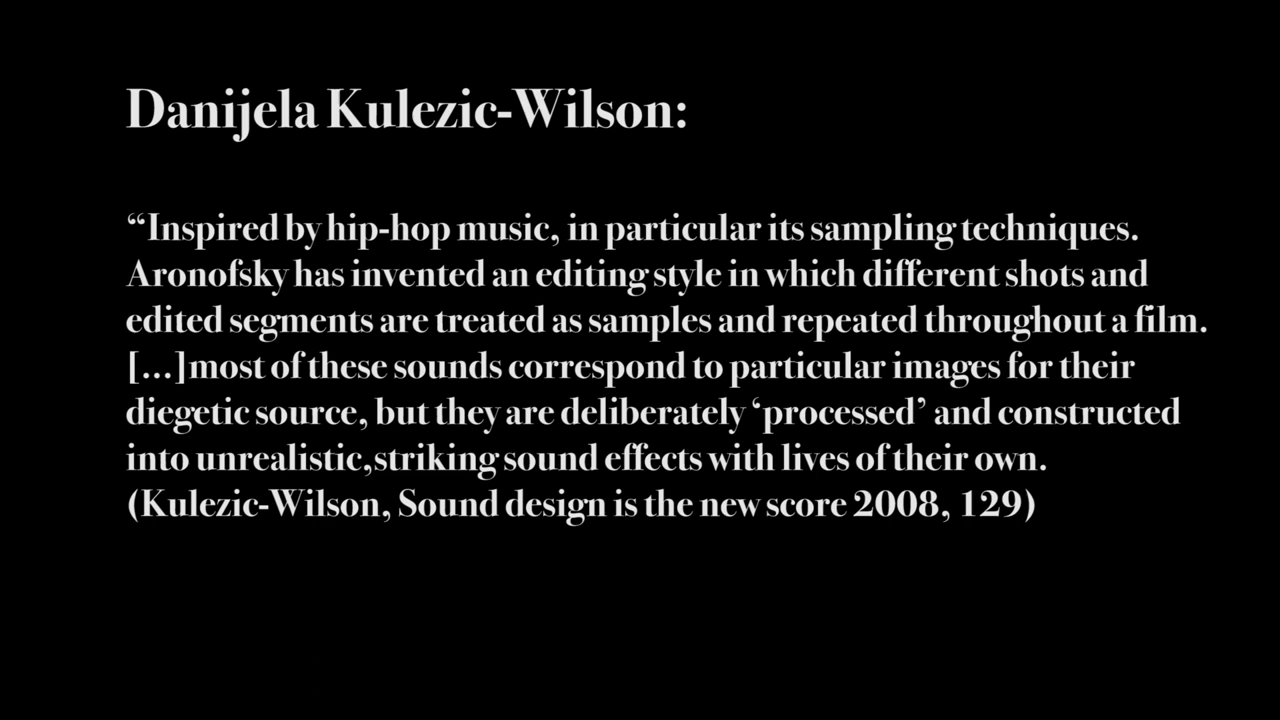 Danijela Kulezic-Wilson:
“Inspired by hip-hop music, in particular its sampling techniques.
Aronofsky has invented an editing style in which different shots and
edited segments are treated as samples and repeated throughout a film.
[...]most of these sounds correspond to particular images for their
diegetic source, but they are deliberately ‘processed’ and constructed
into unrealistic,striking sound effects with lives of their own.
(Kulezic-Wilson, Sound design is the new score 2008, 129)